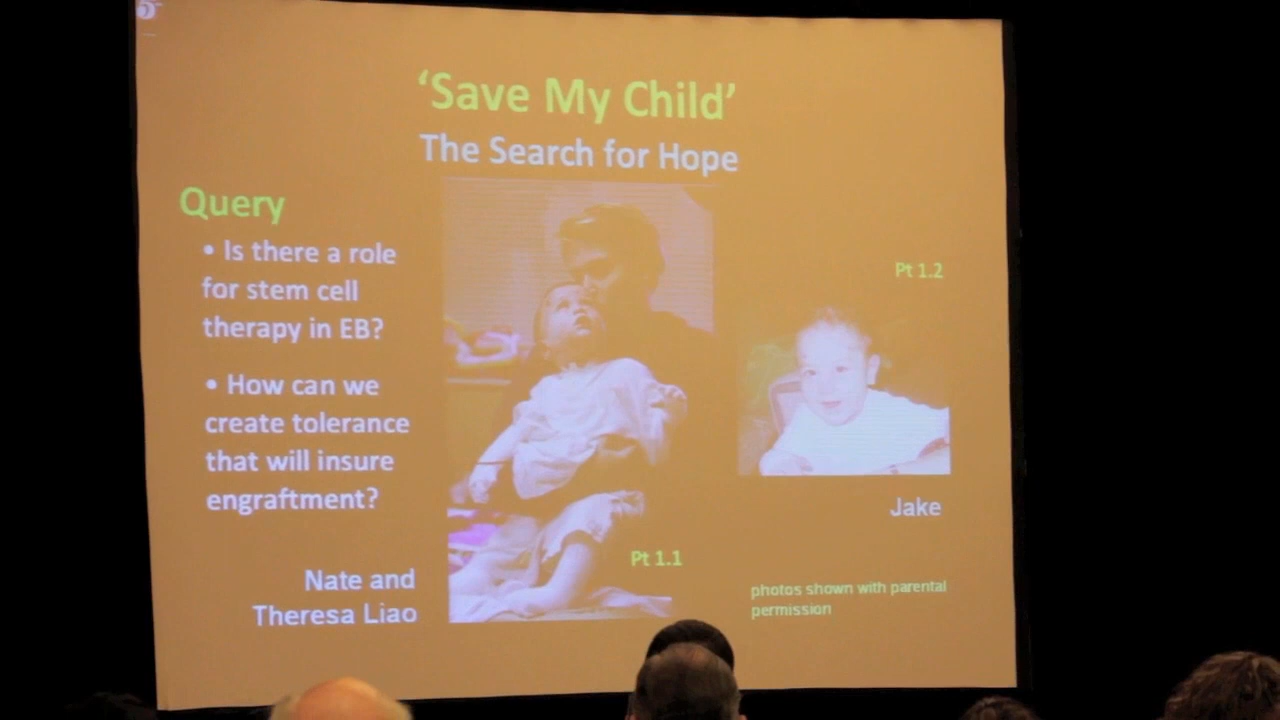 'Save My Child'
The Search for Hope
Query
• Is there a role
for stem cell
therapy in EB?
• How can we
create tolerance
that will insure
engraftment?
Nate and
Theresa Liao
Pt 1.1
Pt 1.2
Jake
photos shown with parental
permission